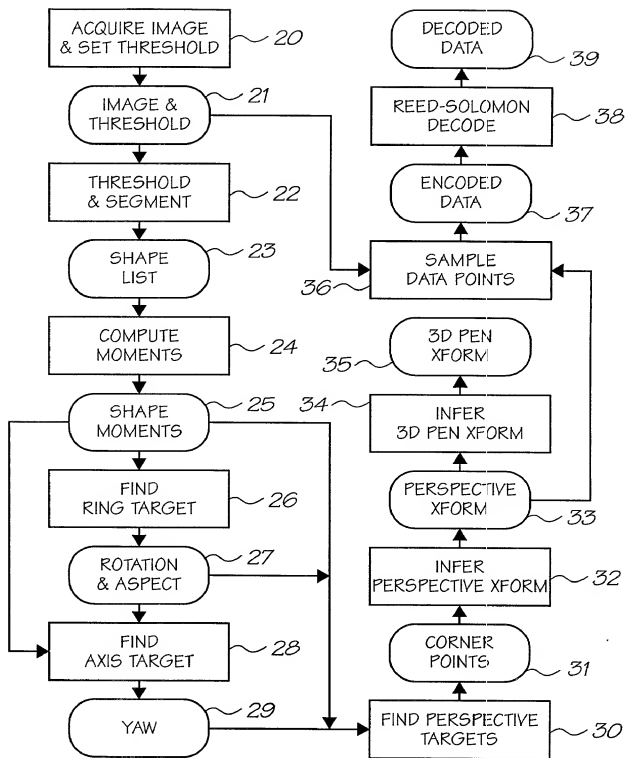 ACQUIRE IMAGE
& SET THRESHOLD
20
IMAGE &
THRESHOLD
21
THRESHOLD
& SEGMENT
22
SHAPE
LIST
23
COMPUTE
MOMENTS
24
SHAPE
MOMENTS
25
FIND
RING TARGET
26
ROTATION
& ASPECT
27
FIND
AXIS TARGET
28
YAW
29
DECODED
DATA
39
REED-SOLOMON
DECODE
38
ENCODED
DATA
37
SAMPLE
DATA POINTS
36
3D PEN
XFORM
35
INFER
3D PEN XFORM
34
PERSPECTIVE
XFORM
33
INFER
PERSPECTIVE XFORM
32
CORNER
POINTS
31
FIND PERSPECTIVE
TARGETS
30